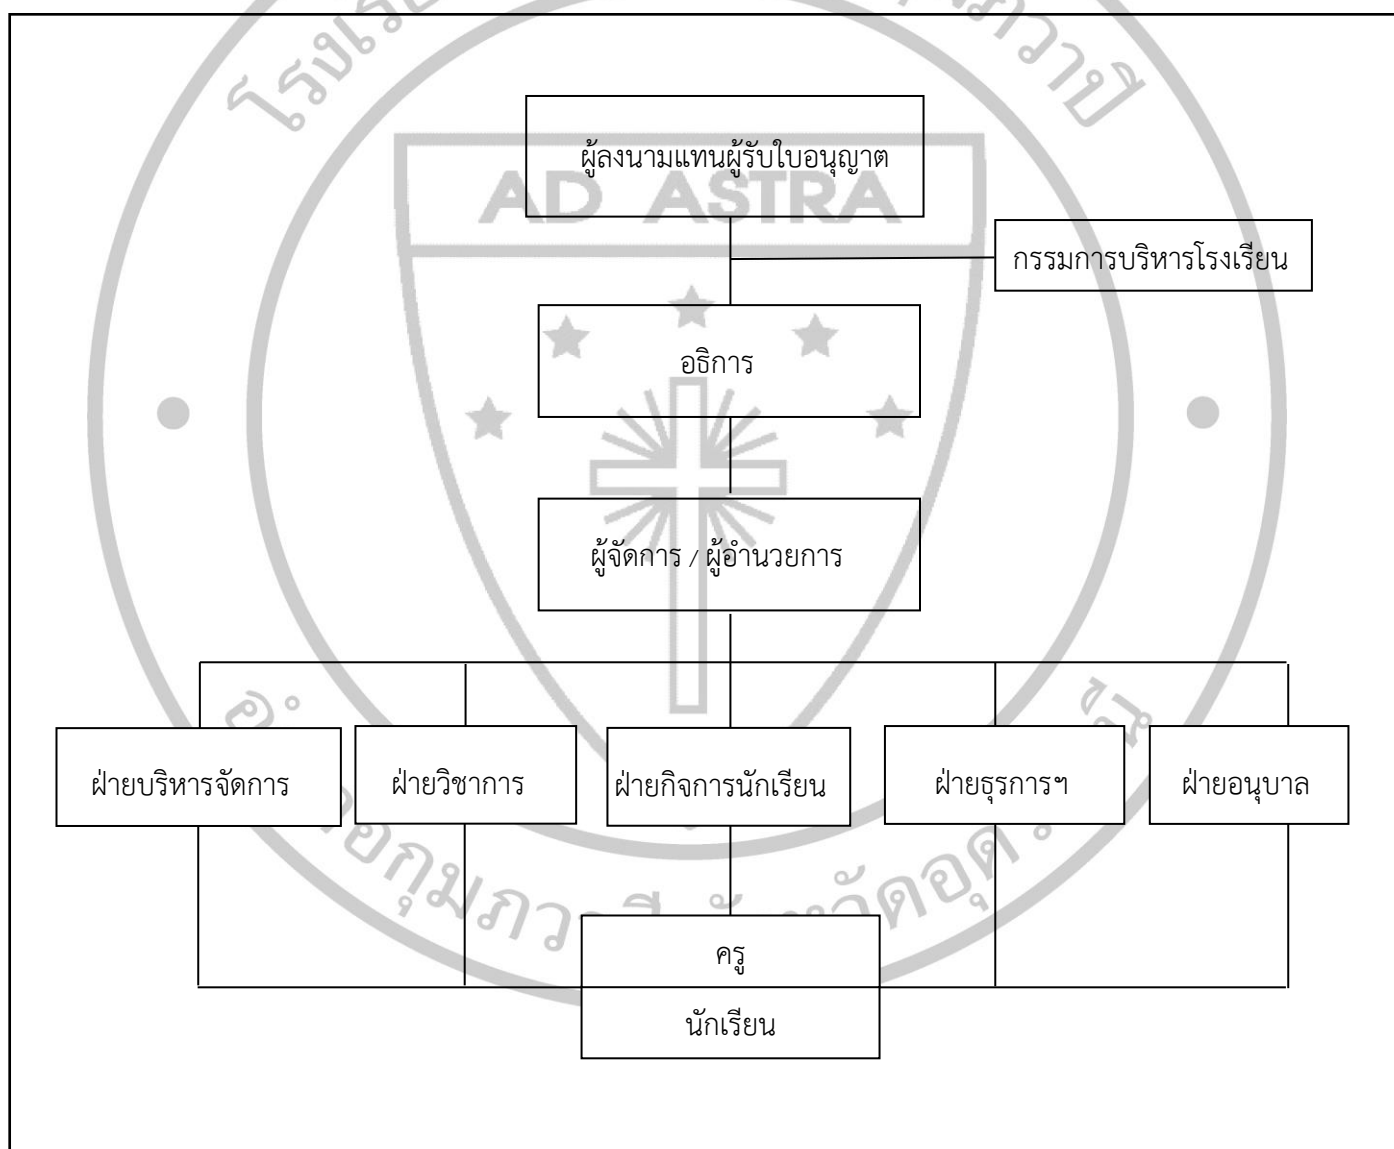 ผู้ลงนามแทนผู้รับใบอนุญาต
AD ASTRA
กรรมการบริหารโรงเรียน
อธิการ
ผู้จัดการ / ผู้อำนวยการ
ฝ่ายบริหารจัดการ
ฝ่ายวิชาการ
ฝ่ายกิจการนักเรียน
ฝ่ายธุรการฯ
ฝ่ายอนุบาล
ครู
นักเรียน